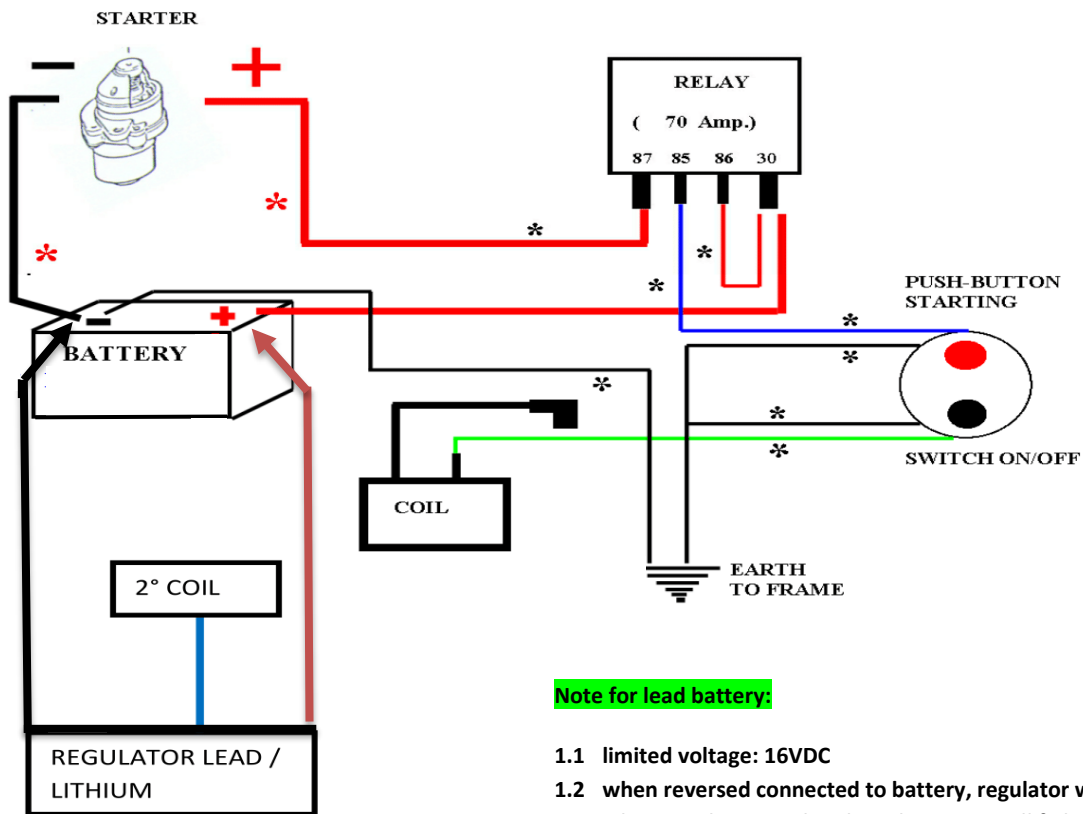 STARTER
RELAY
( 70 Amp.)
87 85 86 30
PUSH-BUTTON
STARTING
BATTERY
COIL
SWITCH ON/OFF
EARTH
TO FRAME
2° COIL
REGULATOR LEAD /
LITHIUM
Note for lead battery:
1.1 limited voltage: 16VDC
1.2 when reversed connected to battery, regulator